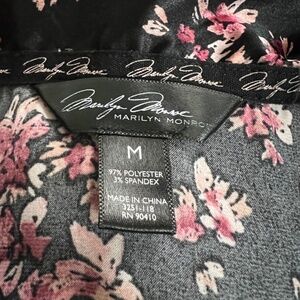 Marilyn Monroe Marilyn Monroe Marilyn Monroe
Marilyn Monroe
MARILYN MONROE
M
97% POLYESTER
3% SPANDEX
MADE IN CHINA
3251-118
RN 90410